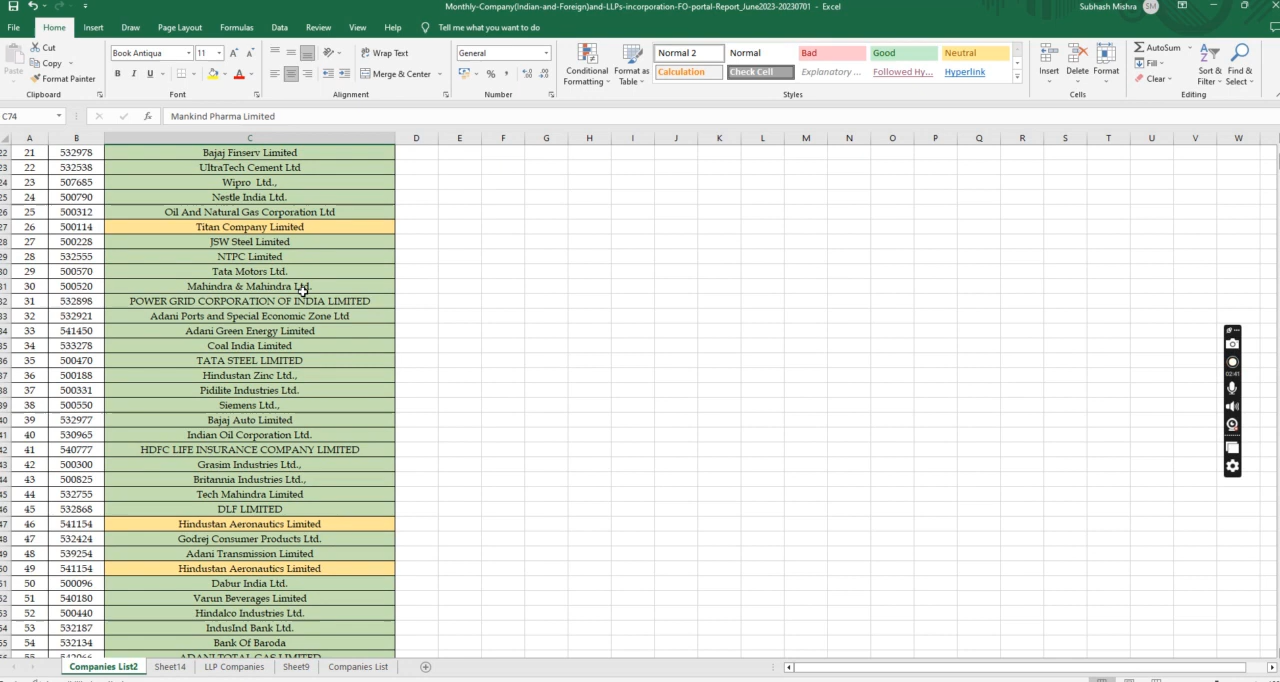 Monthly-Company(Indian-and-Foreign)and-LLPs-incorporation-FO-portal-Report_June2023-20230701 - Excel
Subhash Mishra SM
File Home Insert Draw Page Layout Formulas Data Review View Help Tell me what you want to do
Paste Cut
Copy
Format Painter
Clipboard
Book Antiqua 11
B I U
Font
Wrap Text
Merge & Center
Alignment
General
%
Number
Conditional Formatting
Format as Table
Normal 2 Normal Bad Good Neutral
Calculation Check Cell Explanatory ... Followed Hy... Hyperlink
Styles
Insert Delete Format
Cells
AutoSum
Fill
Clear
Sort & Filter
Find & Select
Editing
C74 fx Mankind Pharma Limited
A B C D E F G H I J K L M N O P Q R S T U V W
22 21 532978 Bajaj Finserv Limited
23 22 532538 UltraTech Cement Ltd
24 23 507685 Wipro Ltd.,
25 24 500790 Nestle India Ltd.
26 25 500312 Oil And Natural Gas Corporation Ltd
27 26 500114 Titan Company Limited
28 27 500228 JSW Steel Limited
29 28 532555 NTPC Limited
30 29 500570 Tata Motors Ltd.
31 30 500520 Mahindra & Mahindra Ltd.
32 31 532898 POWER GRID CORPORATION OF INDIA LIMITED
33 32 532921 Adani Ports and Special Economic Zone Ltd
34 33 541450 Adani Green Energy Limited
35 34 533278 Coal India Limited
36 35 500470 TATA STEEL LIMITED
37 36 500188 Hindustan Zinc Ltd.,
38 37 500331 Pidilite Industries Ltd.
39 38 500550 Siemens Ltd.,
40 39 532977 Bajaj Auto Limited
41 40 530965 Indian Oil Corporation Ltd.
42 41 540777 HDFC LIFE INSURANCE COMPANY LIMITED
43 42 500300 Grasim Industries Ltd.,
44 43 500825 Britannia Industries Ltd.,
45 44 532755 Tech Mahindra Limited
46 45 532868 DLF LIMITED
47 46 541154 Hindustan Aeronautics Limited
48 47 532424 Godrej Consumer Products Ltd.
49 48 539254 Adani Transmission Limited
50 49 541154 Hindustan Aeronautics Limited
51 50 500096 Dabur India Ltd.
52 51 540180 Varun Beverages Limited
53 52 500440 Hindalco Industries Ltd.
54 53 532187 IndusInd Bank Ltd.
55 54 532134 Bank Of Baroda
55 ADANI TOTAL GAS LIMITED
02:41
Companies List2 Sheet14 LLP Companies Sheet9 Companies List